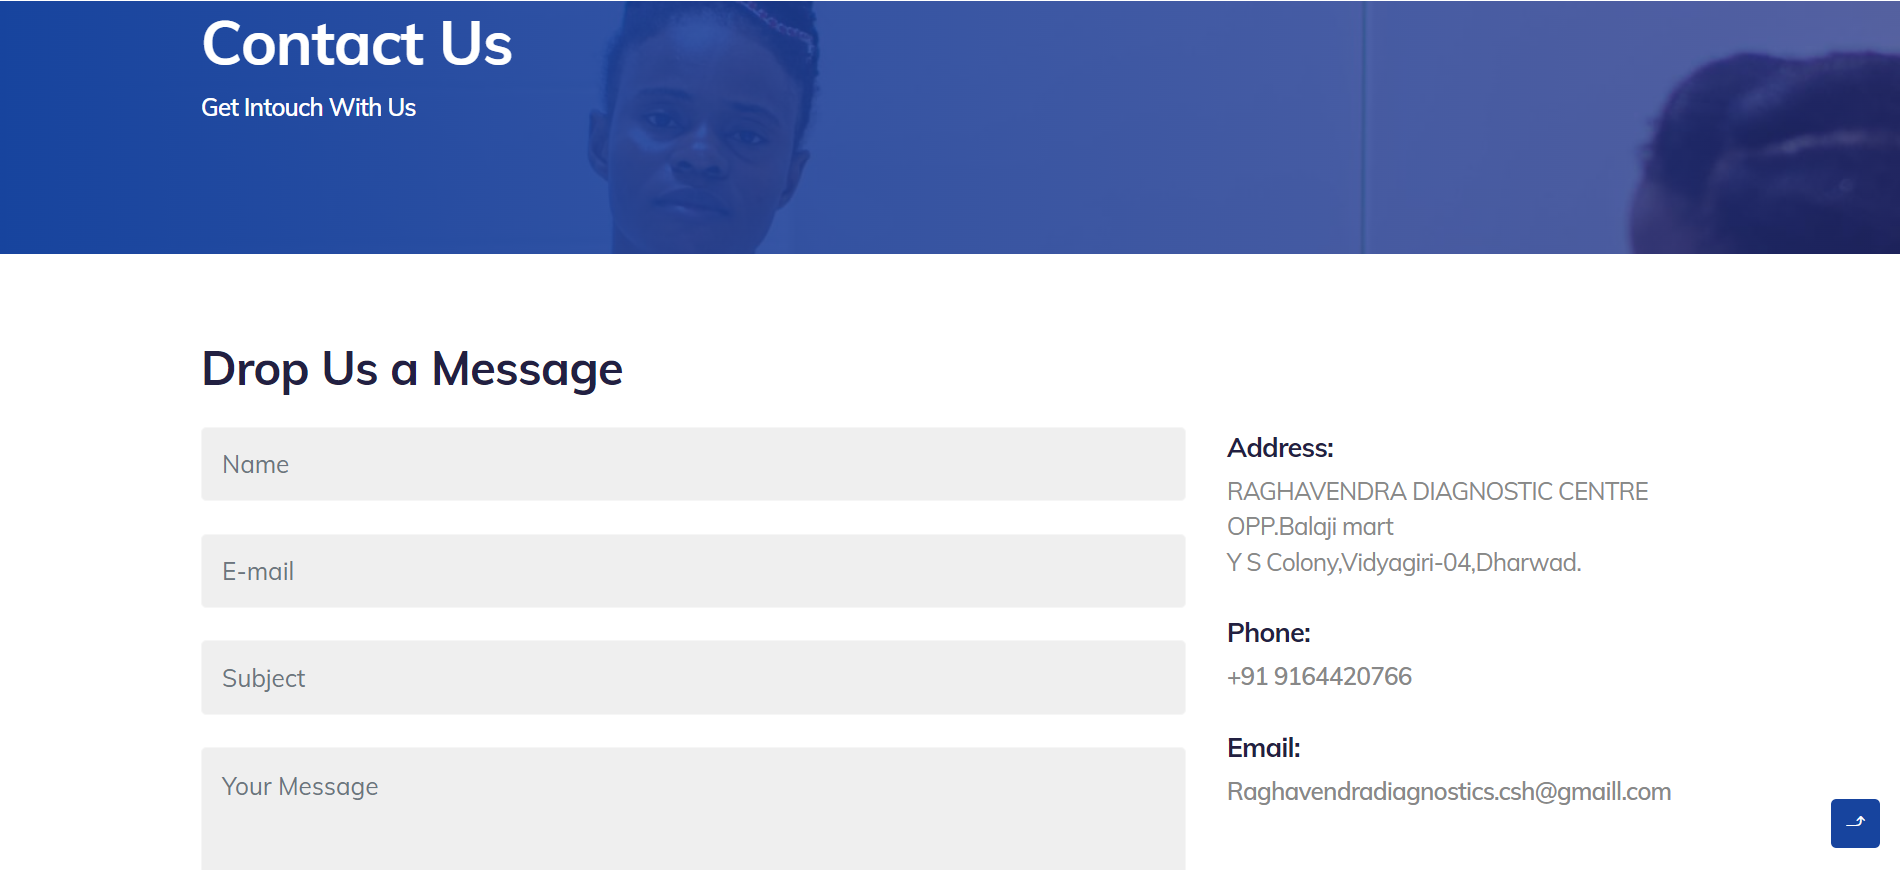 Contact Us
Get Intouch With Us
Drop Us a Message
Name
E-mail
Subject
Your Message
Address:
RAGHAVENDRA DIAGNOSTIC CENTRE
OPP.Balaji mart
Y S Colony,Vidyagiri-04,Dharwad.
Phone:
+91 9164420766
Email:
Raghavendradiagnostics.csh@gmaill.com